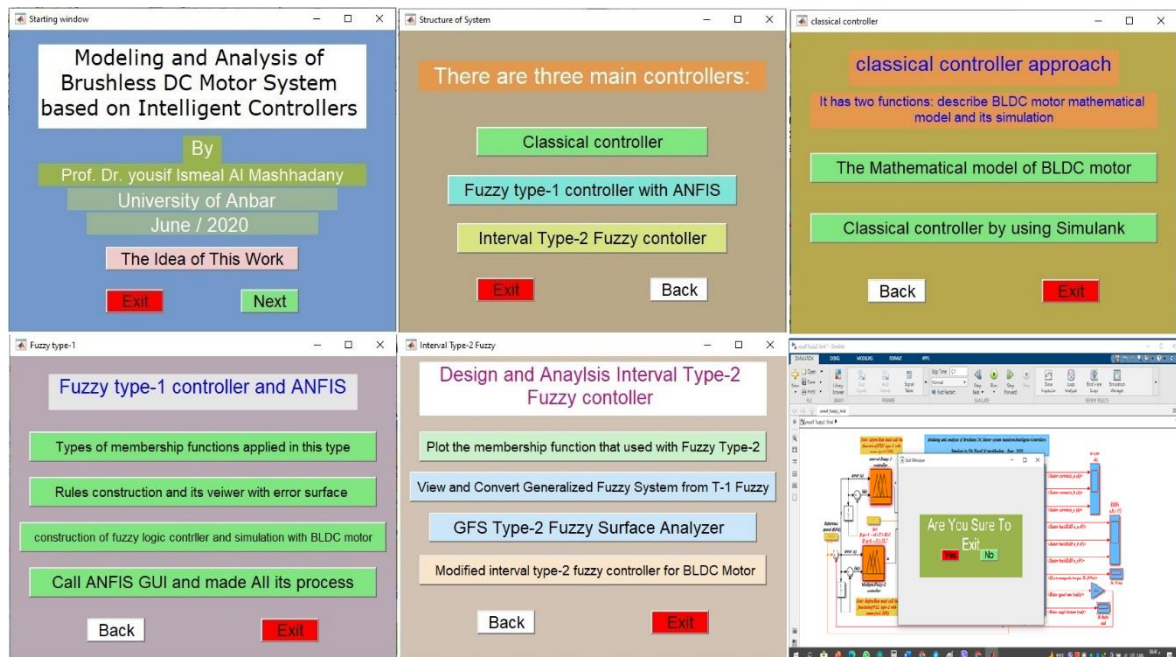 Starting window
Modeling and Analysis of
Brushless DC Motor System
based on Intelligent Controllers
By
Prof. Dr. yousif Ismeal Al Mashhadany
University of Anbar
June / 2020
The Idea of This Work
Exit
Next
Structure of System
There are three main controllers:
Classical controller
Fuzzy type-1 controller with ANFIS
Interval Type-2 Fuzzy contoller
Exit
Back
classical controller
classical controller approach
It has two functions: describe BLDC motor mathematical
model and its simulation
The Mathematical model of BLDC motor
Classical controller by using Simulank
Back
Exit
Fuzzy type-1
Fuzzy type-1 controller and ANFIS
Types of membership functions applied in this type
Rules construction and its veiwer with error surface
construction of fuzzy logic contrller and simulation with BLDC motor
Call ANFIS GUI and made All its process
Back
Exit
Interval Type-2 Fuzzy
Design and Anaylsis Interval Type-2
Fuzzy contoller
Plot the membership function that used with Fuzzy Type-2
View and Convert Generalized Fuzzy System from T-1 Fuzzy
GFS Type-2 Fuzzy Surface Analyzer
Modified interval type-2 fuzzy controller for BLDC Motor
Back
Exit
SIMULATION
DEBUG
MODELING
FORMAT
APPS
Exit Window
Are You Sure To
Exit
Yes
No